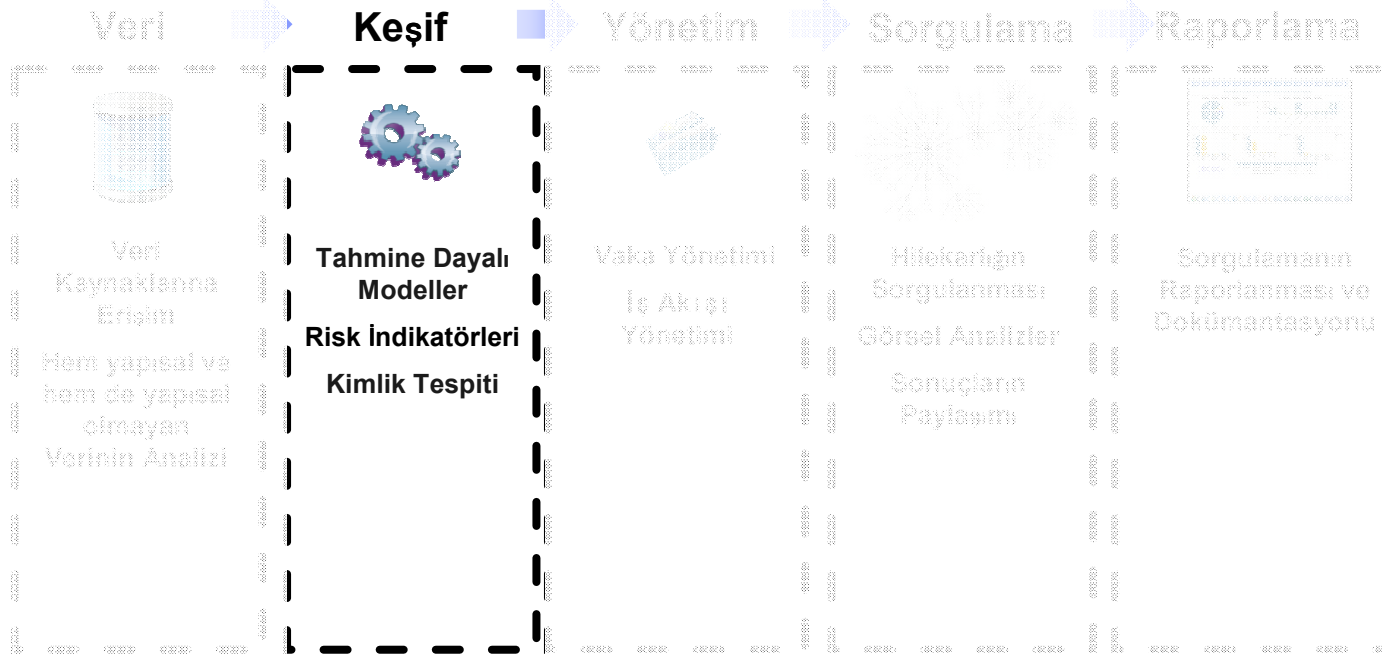 Veri
Keşif
Yönetim
Sorgulama
Raporlama
Veri
Kaynaklarına
Erişim
Hem yapısal ve
hem de yapısal
olmayan
Verinin Analizi
Tahmine Dayalı
Modeller
Risk İndikatörleri
Kimlik Tespiti
Vaka Yönetimi
İş Akışı
Yönetimi
Hilekarlığın
Sorgulanması
Görsel Analizler
Sonuçların
Paylaşımı
Sorgulamanın
Raporlanması ve
Dokümantasyonu